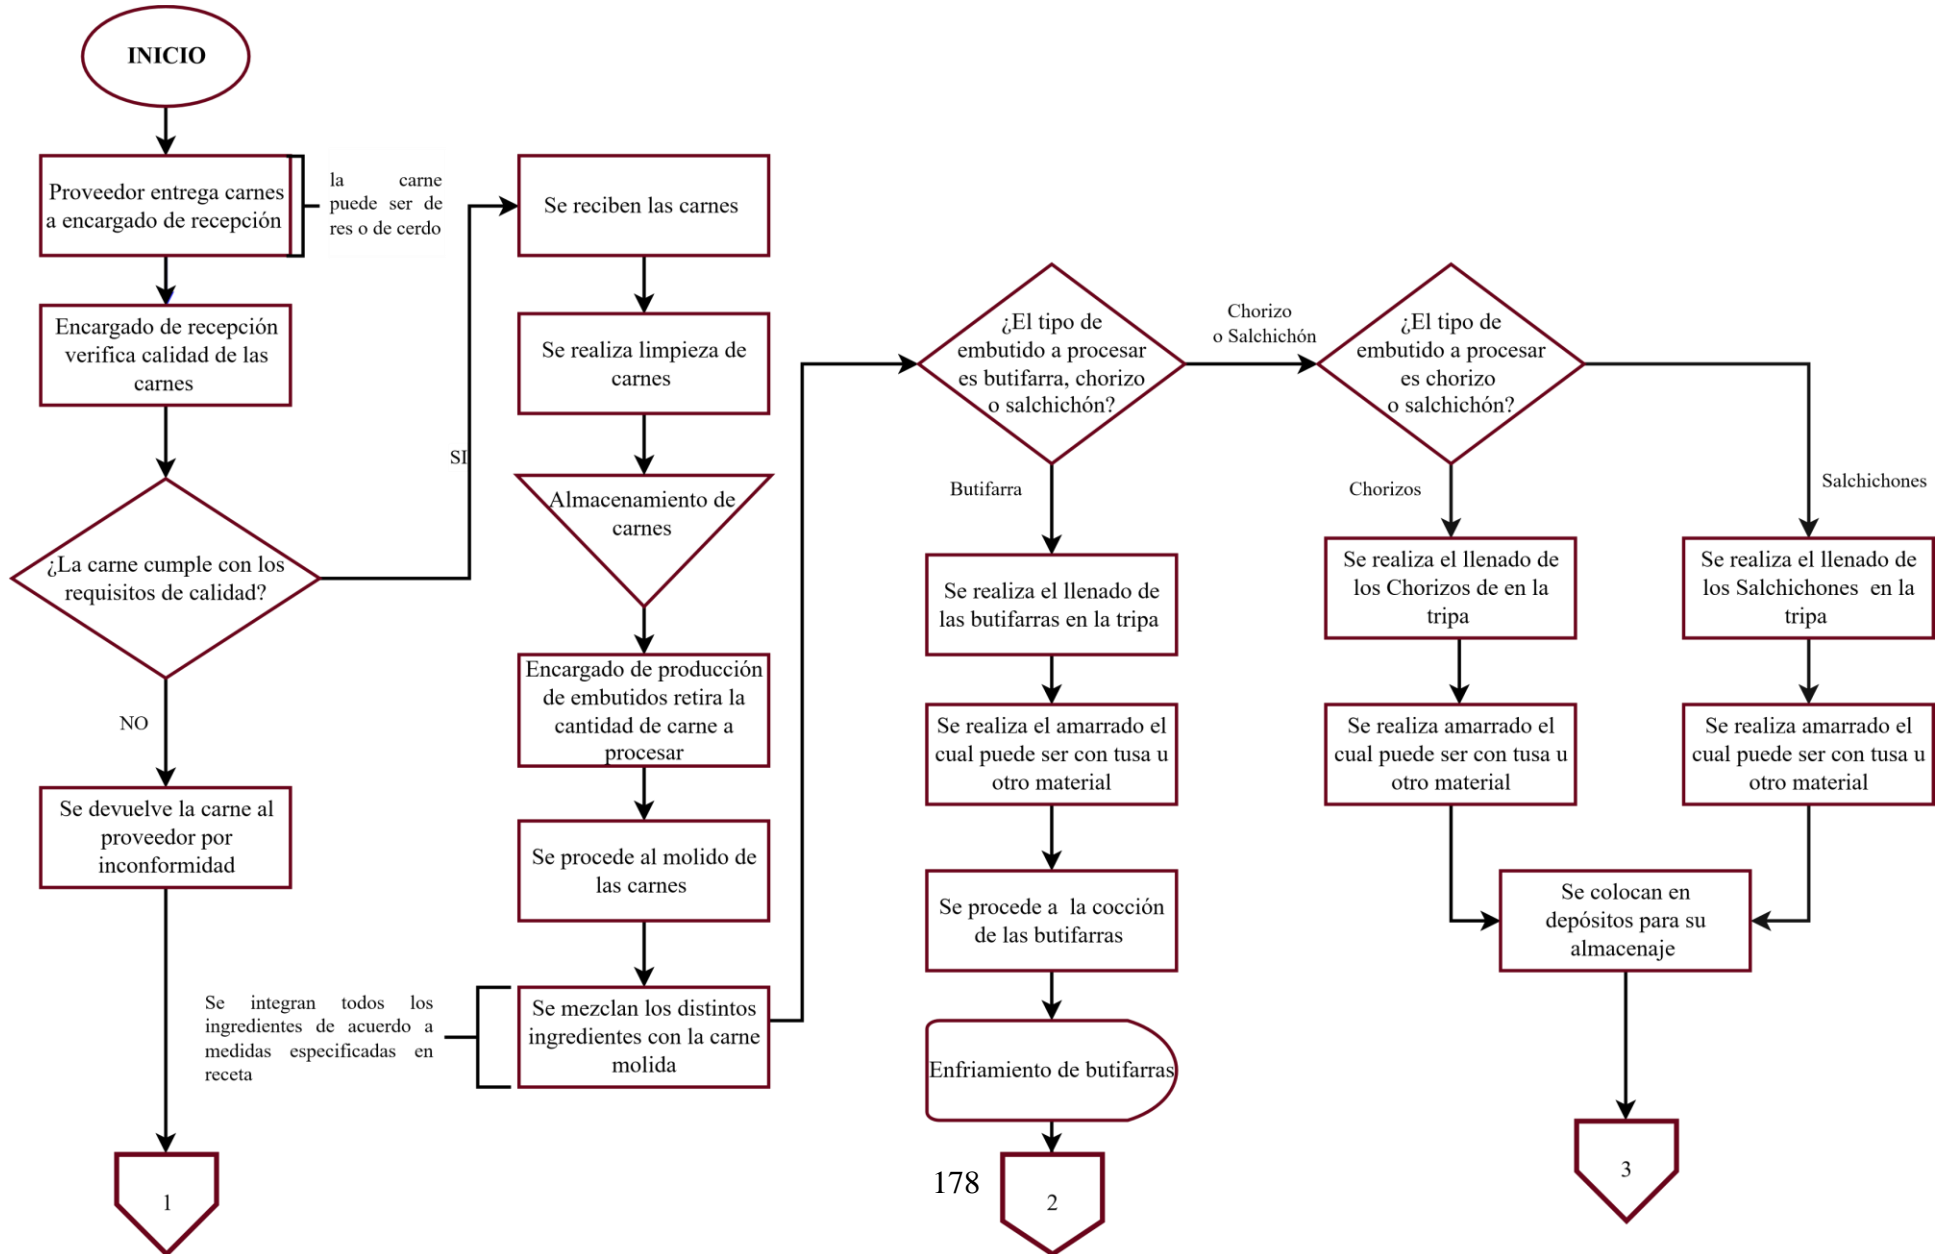 INICIO
Proveedor entrega carnes
a encargado de recepción
la carne
puede ser de
res o de cerdo
Encargado de recepción
verifica calidad de las
carnes
¿La carne cumple con los
requisitos de calidad?
SI
NO
Se devuelve la carne al
proveedor por
inconformidad
1
Se reciben las carnes
Se realiza limpieza de
carnes
Almacenamiento de
carnes
Encargado de producción
de embutidos retira la
cantidad de carne a
procesar
Se procede al molido de
las carnes
Se mezclan los distintos
ingredientes con la carne
molida
Se integran todos los
ingredientes de acuerdo a
medidas especificadas en
receta
¿El tipo de
embutido a procesar
es butifarra, chorizo
o salchichón?
Butifarra
Chorizo
o Salchichón
Se realiza el llenado de
las butifarras en la tripa
Se realiza el amarrado el
cual puede ser con tusa u
otro material
Se procede a  la cocción
de las butifarras
Enfriamiento de butifarras
2
¿El tipo de
embutido a procesar
es chorizo
o salchichón?
Chorizos
Salchichones
Se realiza el llenado de
los Chorizos de en la
tripa
Se realiza amarrado el
cual puede ser con tusa u
otro material
Se realiza el llenado de
los Salchichones  en la
tripa
Se realiza amarrado el
cual puede ser con tusa u
otro material
Se colocan en
depósitos para su
almacenaje
3
178